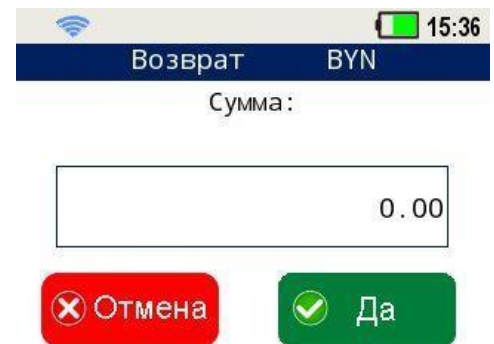 15:36
Возврат BYN
Сумма:
0.00
Отмена Да